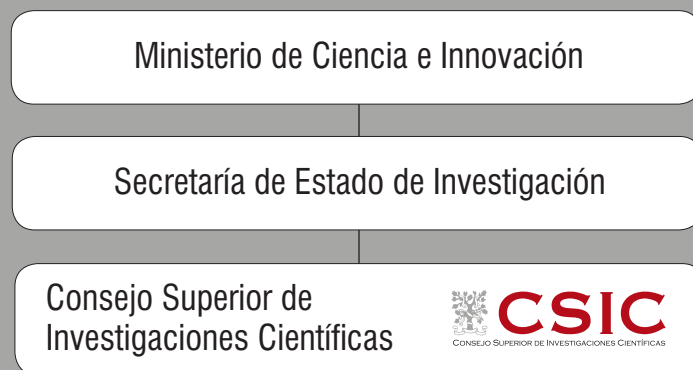 Ministerio de Ciencia e Innovación
Secretaría de Estado de Investigación
Consejo Superior de
Investigaciones Científicas
CSIC
CONSEJO SUPERIOR DE INVESTIGACIONES CIENTÍFICAS